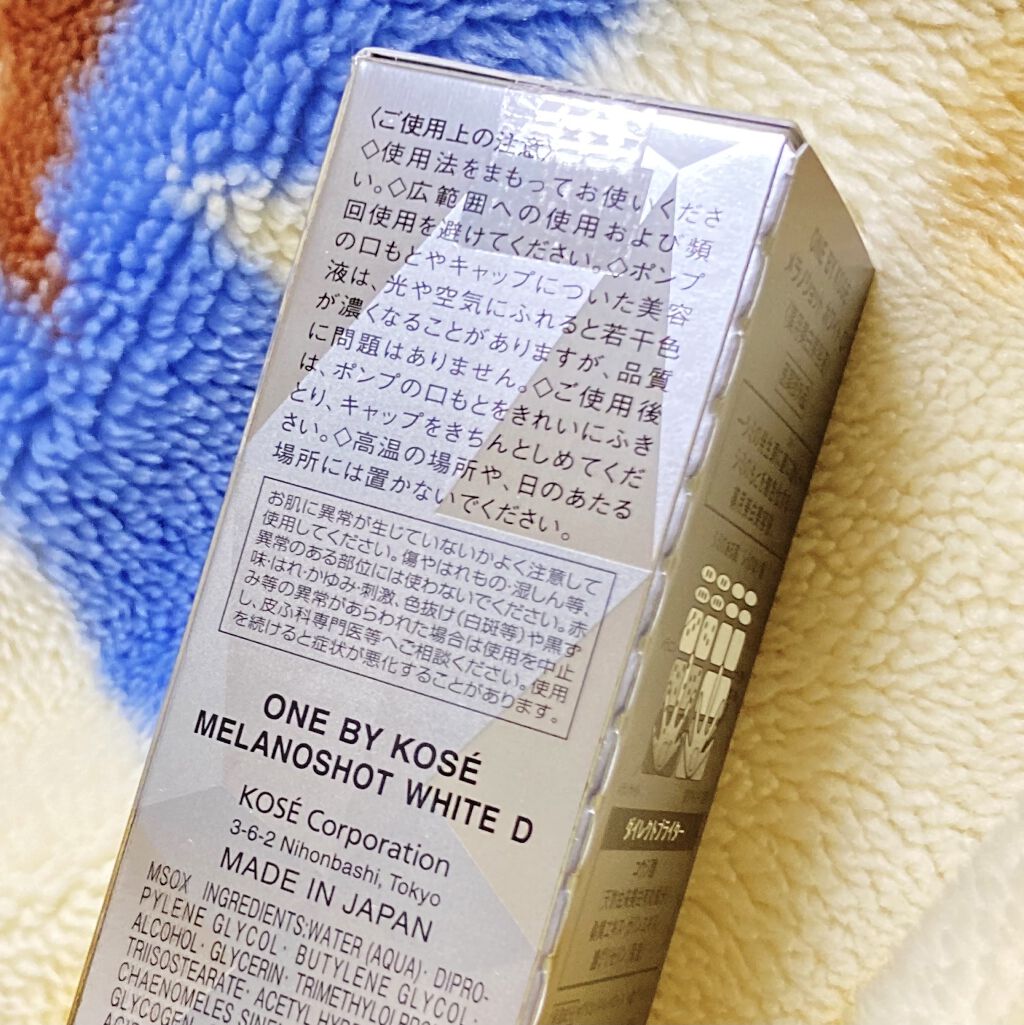 〈ご使用上の注意〉
◇使用法をまもってお使いくださ
い。◇広範囲への使用および頻
回使用を避けてください。◇ポンプ
の口もとやキャップについた美容
液は、光や空気にふれると若干色
が濃くなることがありますが、品質
に問題はありません。◇ご使用後
は、ポンプの口もとをきれいにふき
とり、キャップをきちんとしめてくだ
さい。◇高温の場所や、日のあたる
場所には置かないでください。
お肌に異常が生じていないかよく注意して
使用してください。傷やはれもの・湿しん等、
異常のある部位には使わないでください。赤
味・はれ・かゆみ・刺激、色抜け(白斑等)や黒ず
み等の異常があらわれた場合は使用を中止
し、皮ふ科専門医等へご相談ください。使用
を続けると症状が悪化することがあります。
ONE BY KOSÉ
MELANOSHOT WHITE D
KOSÉ Corporation
3-6-2 Nihonbashi, Tokyo
MADE IN JAPAN
MSOX INGREDIENTS:WATER (AQUA)· DIPRO-
PYLENE GLYCOL· BUTYLENE GLYCOL·
ALCOHOL· GLYCERIN· TRIMETHYLOLPROP
TRIISOSTEARATE· ACETYL HYDR
CHAENOMELES SINEN
GLYCOGEN
ダイレクトブライター
コウジ酸